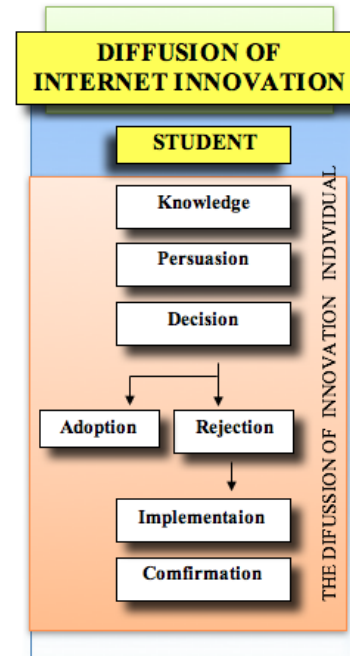 DIFFUSION OF
INTERNET INNOVATION
STUDENT
Knowledge
Persuasion
Decision
Adoption
Rejection
Implementaion
Comfirmation
THE DIFUSSION OF INNOVATION INDIVIDUAL